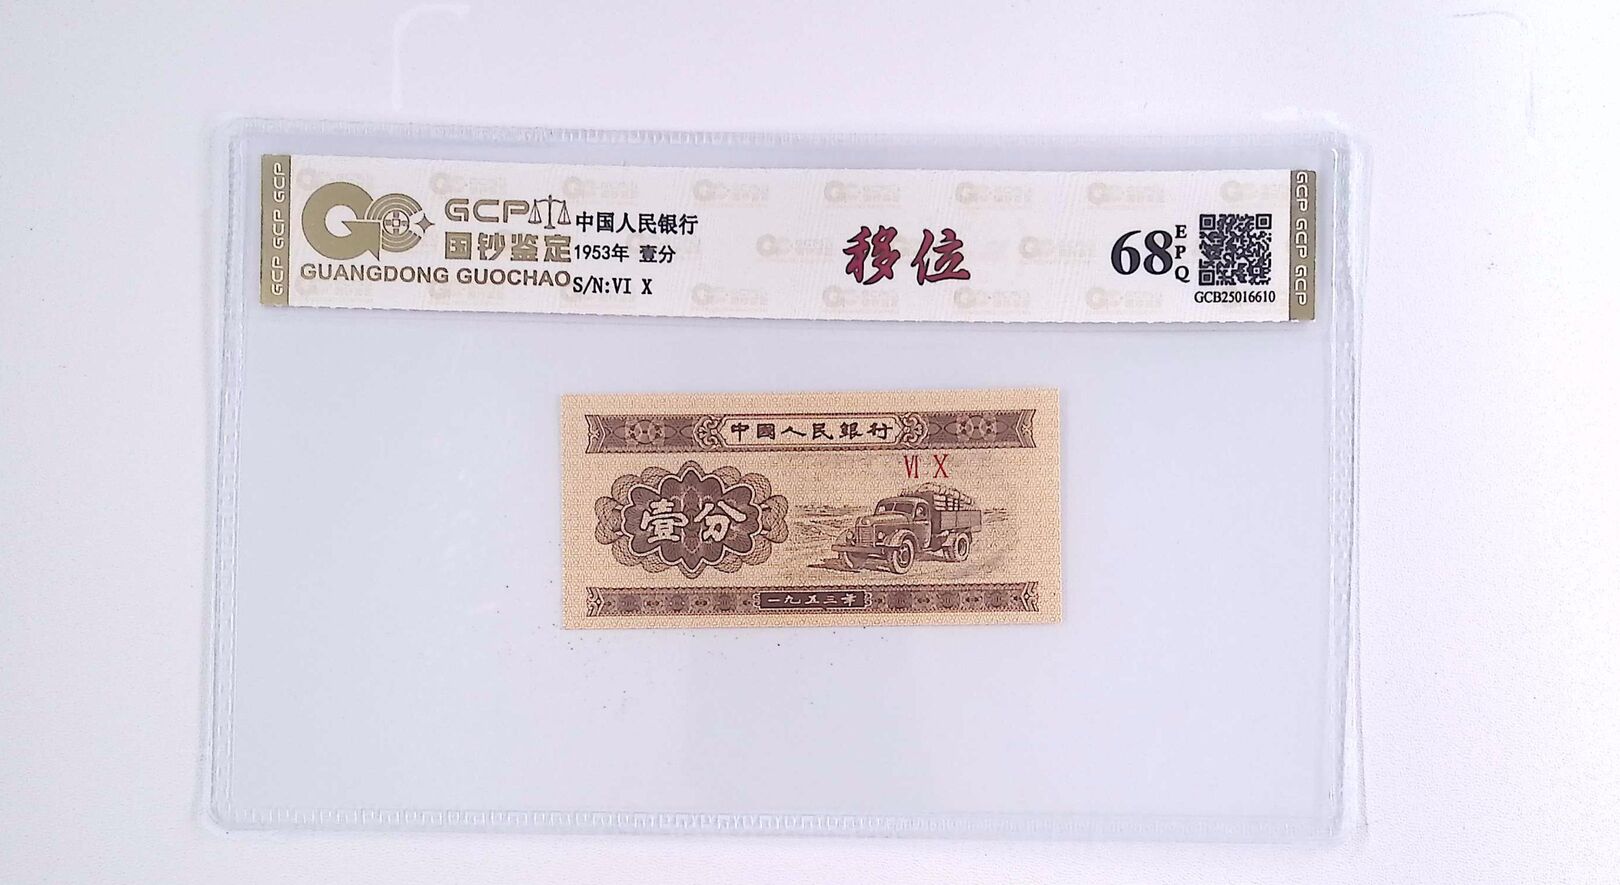 GCP GCP GCP
GCP
国钞鉴定
GUANGDONG GUOCHAO
中国人民银行
1953年 壹分
S/N:VI X
移位
68
EPQ
GCB25016610
GCP GCP GCP
中國人民銀行
VI X
壹分
一九五三年